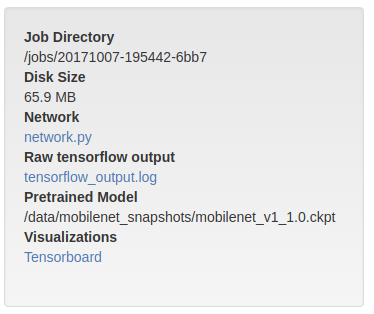 Job Directory
/jobs/20171007-195442-6bb7
Disk Size
65.9 MB
Network
network.py
Raw tensorflow output
tensorflow_output.log
Pretrained Model
/data/mobilenet_snapshots/mobilenet_v1_1.0.ckpt
Visualizations
Tensorboard